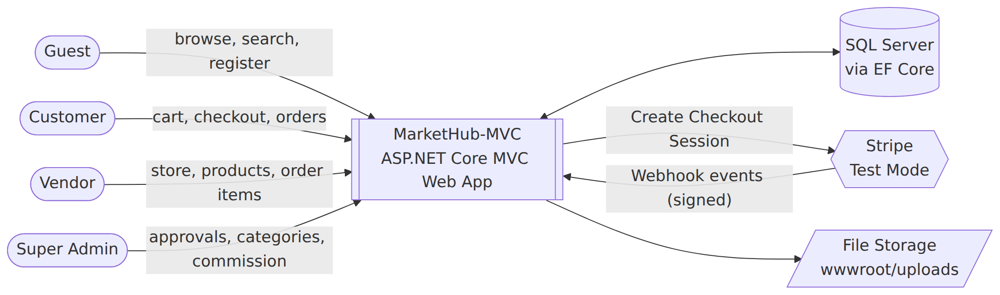 Guest
browse, search,
register
Customer
cart, checkout, orders
Vendor
store, products, order
items
Super Admin
approvals, categories,
commission
MarketHub-MVC
ASP.NET Core MVC
Web App
SQL Server
via EF Core
Create Checkout
Session
Webhook events
(signed)
Stripe
Test Mode
File Storage
wwwroot/uploads